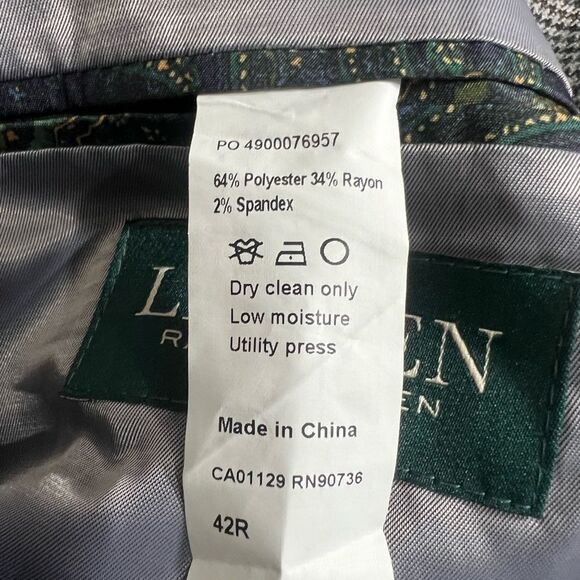 PO 4900076957
64% Polyester 34% Rayon
2% Spandex
Dry clean only
Low moisture
Utility press
Made in China
CA01129 RN90736
42R